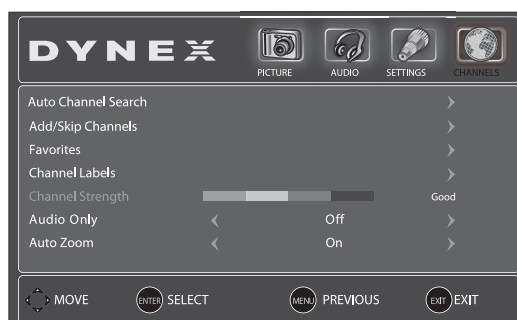 DYNEX
PICTURE AUDIO SETTINGS CHANNELS
Auto Channel Search
Add/Skip Channels
Favorites
Channel Labels
Channel Strength Good
Audio Only Off
Auto Zoom On
MOVE ENTER SELECT MENU PREVIOUS EXIT EXIT